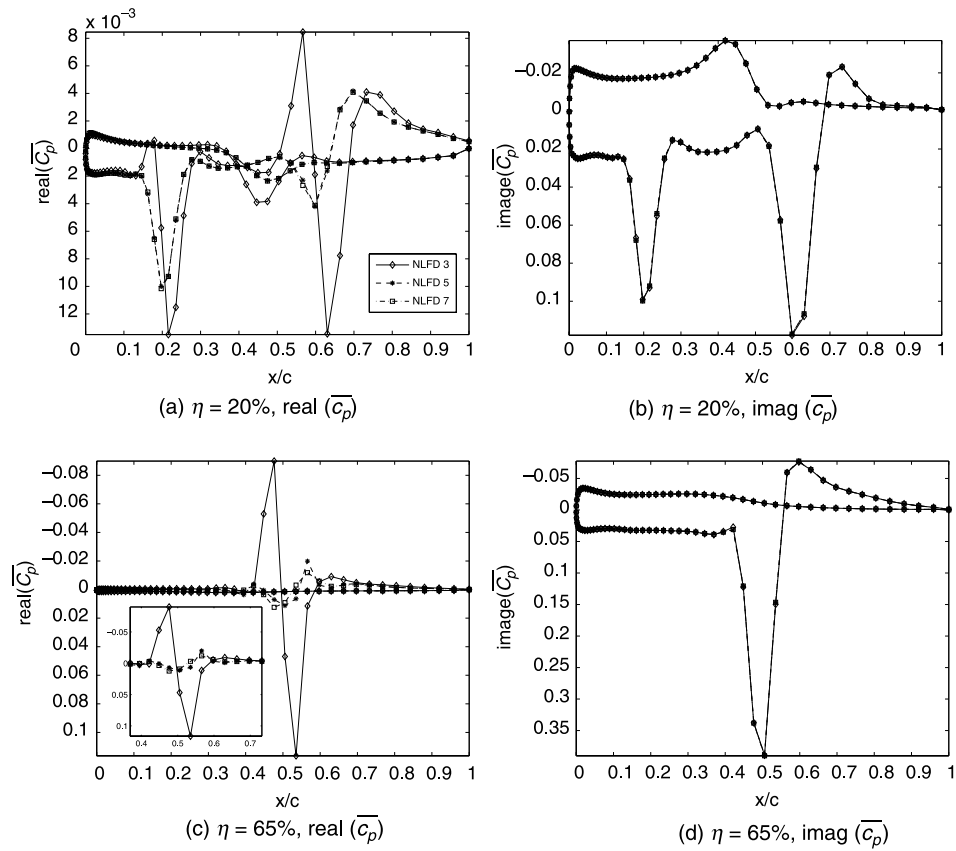 x 10⁻³
8
6
4
2
0
2
4
6
8
10
12
real(C̅p)
0 0.1 0.2 0.3 0.4 0.5 0.6 0.7 0.8 0.9 1
x/c
NLFD 3
NLFD 5
NLFD 7
(a) η = 20%, real (c̅p)
−0.02
0
0.02
0.04
0.06
0.08
0.1
image(C̅p)
0 0.1 0.2 0.3 0.4 0.5 0.6 0.7 0.8 0.9 1
x/c
(b) η = 20%, imag (c̅p)
−0.08
−0.06
−0.04
−0.02
0
0.02
0.04
0.06
0.08
0.1
real(C̅p)
−0.05
0
0.05
0.1
0.4 0.5 0.6 0.7
0 0.1 0.2 0.3 0.4 0.5 0.6 0.7 0.8 0.9 1
x/c
(c) η = 65%, real (c̅p)
−0.05
0
0.05
0.1
0.15
0.2
0.25
0.3
0.35
image(C̅p)
0 0.1 0.2 0.3 0.4 0.5 0.6 0.7 0.8 0.9 1
x/c
(d) η = 65%, imag (c̅p)